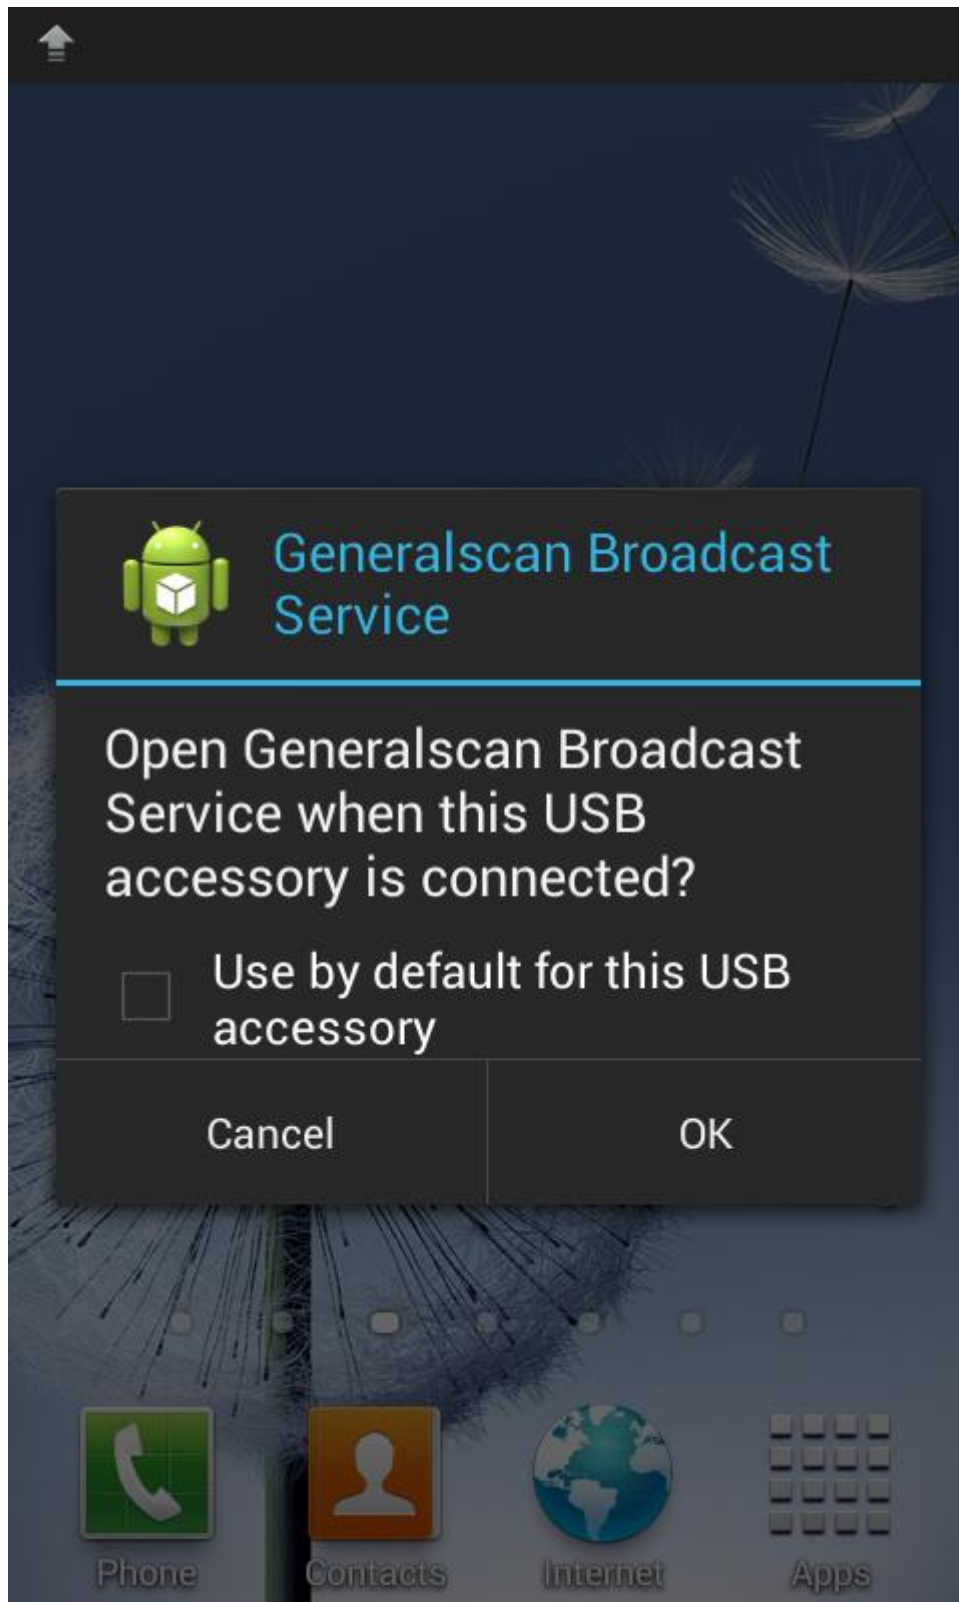 Generalscan Broadcast
Service
Open Generalscan Broadcast
Service when this USB
accessory is connected?
Use by default for this USB
accessory
Cancel
OK
Phone
Contacts
Internet
Apps